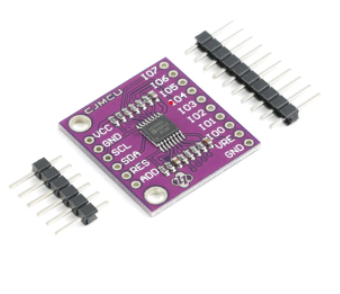 CJMCU
VCC
GND
SCL
SDA
RES
ADD
IO7
IO6
IO5
IO4
IO3
IO2
IO1
IO0
VRE
GND